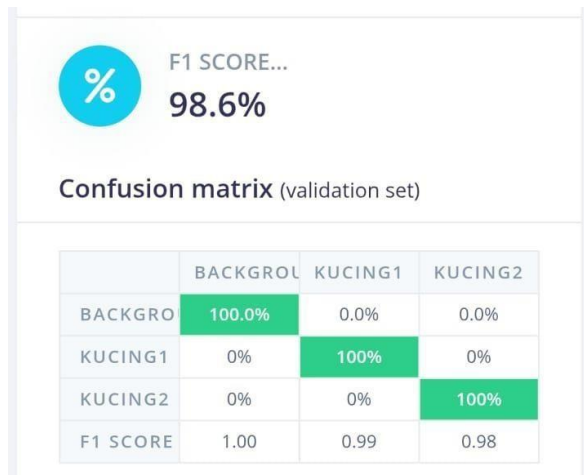 %
F1 SCORE...
98.6%
Confusion matrix (validation set)
BACKGROU KUCING1 KUCING2
BACKGRO 100.0% 0.0% 0.0%
KUCING1 0% 100% 0%
KUCING2 0% 0% 100%
F1 SCORE 1.00 0.99 0.98